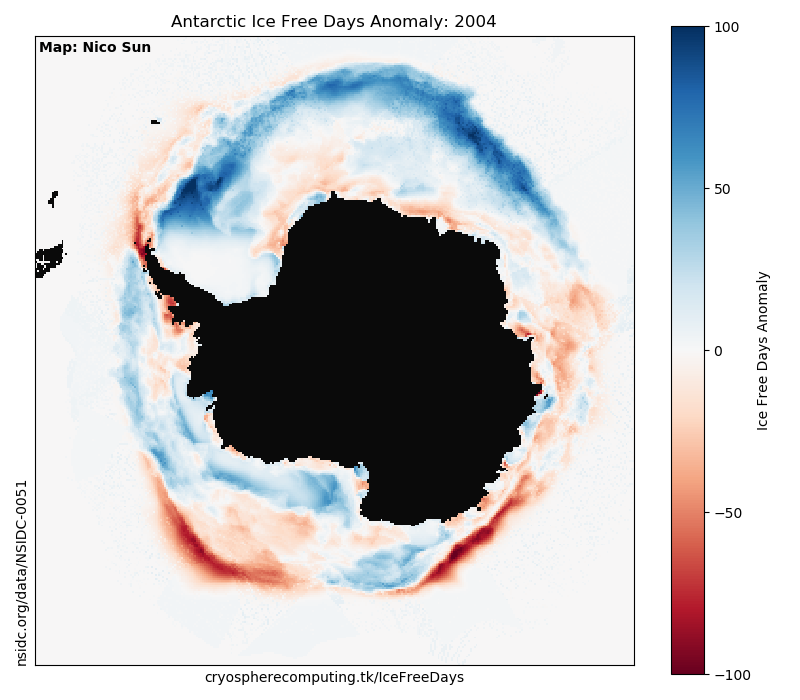 Antarctic Ice Free Days Anomaly: 2004
Map: Nico Sun
100
50
0
−50
−100
Ice Free Days Anomaly
nsidc.org/data/NSIDC-0051
cryospherecomputing.tk/IceFreeDays